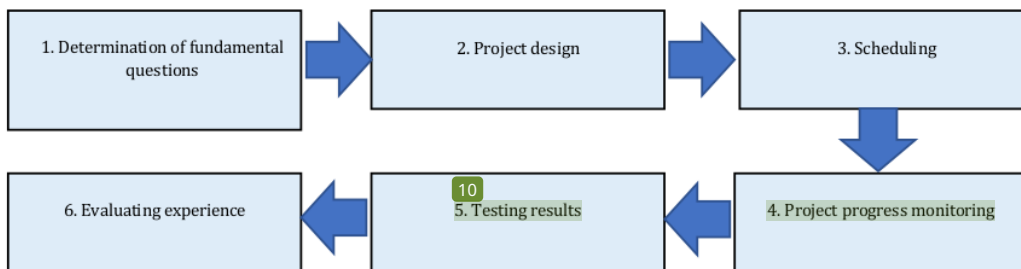 1. Determination of fundamental
questions
2. Project design
3. Scheduling
4. Project progress monitoring
10
5. Testing results
6. Evaluating experience